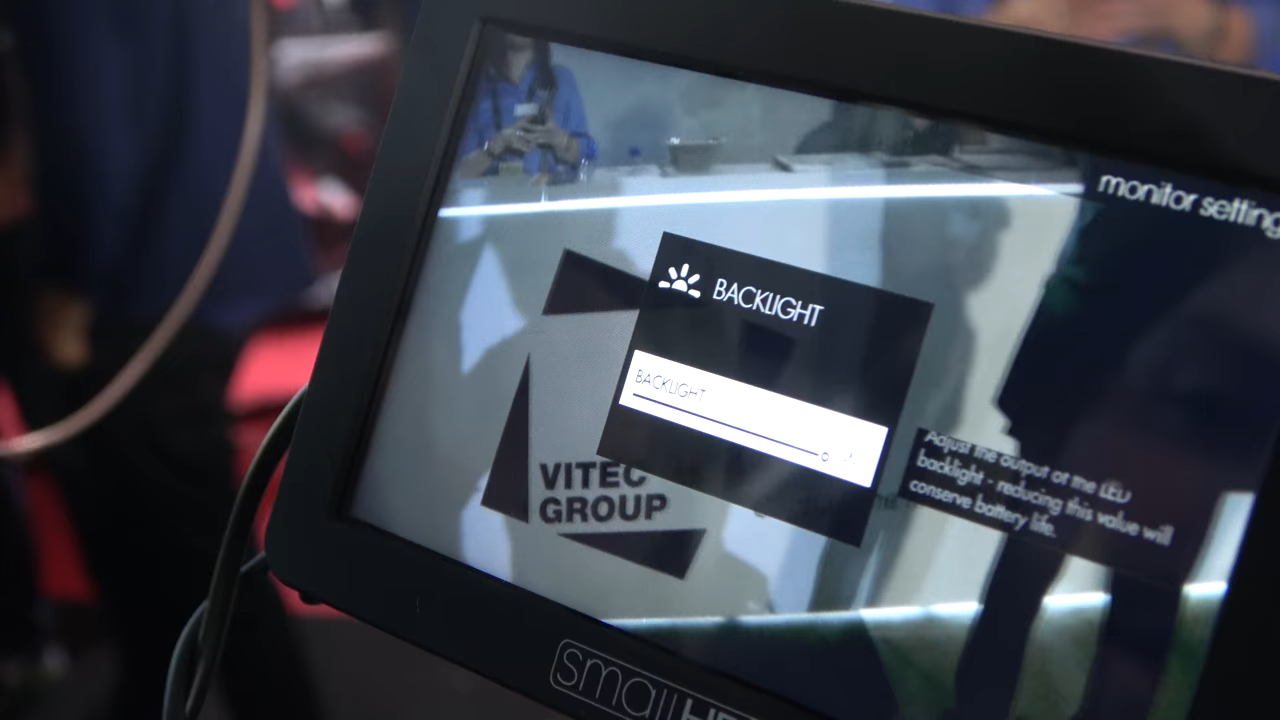 monitor setting
BACKLIGHT
BACKLIGHT
Adjust the output of the LED
backlight - reducing this value will
conserve battery life.
VITEC
GROUP
smallHD